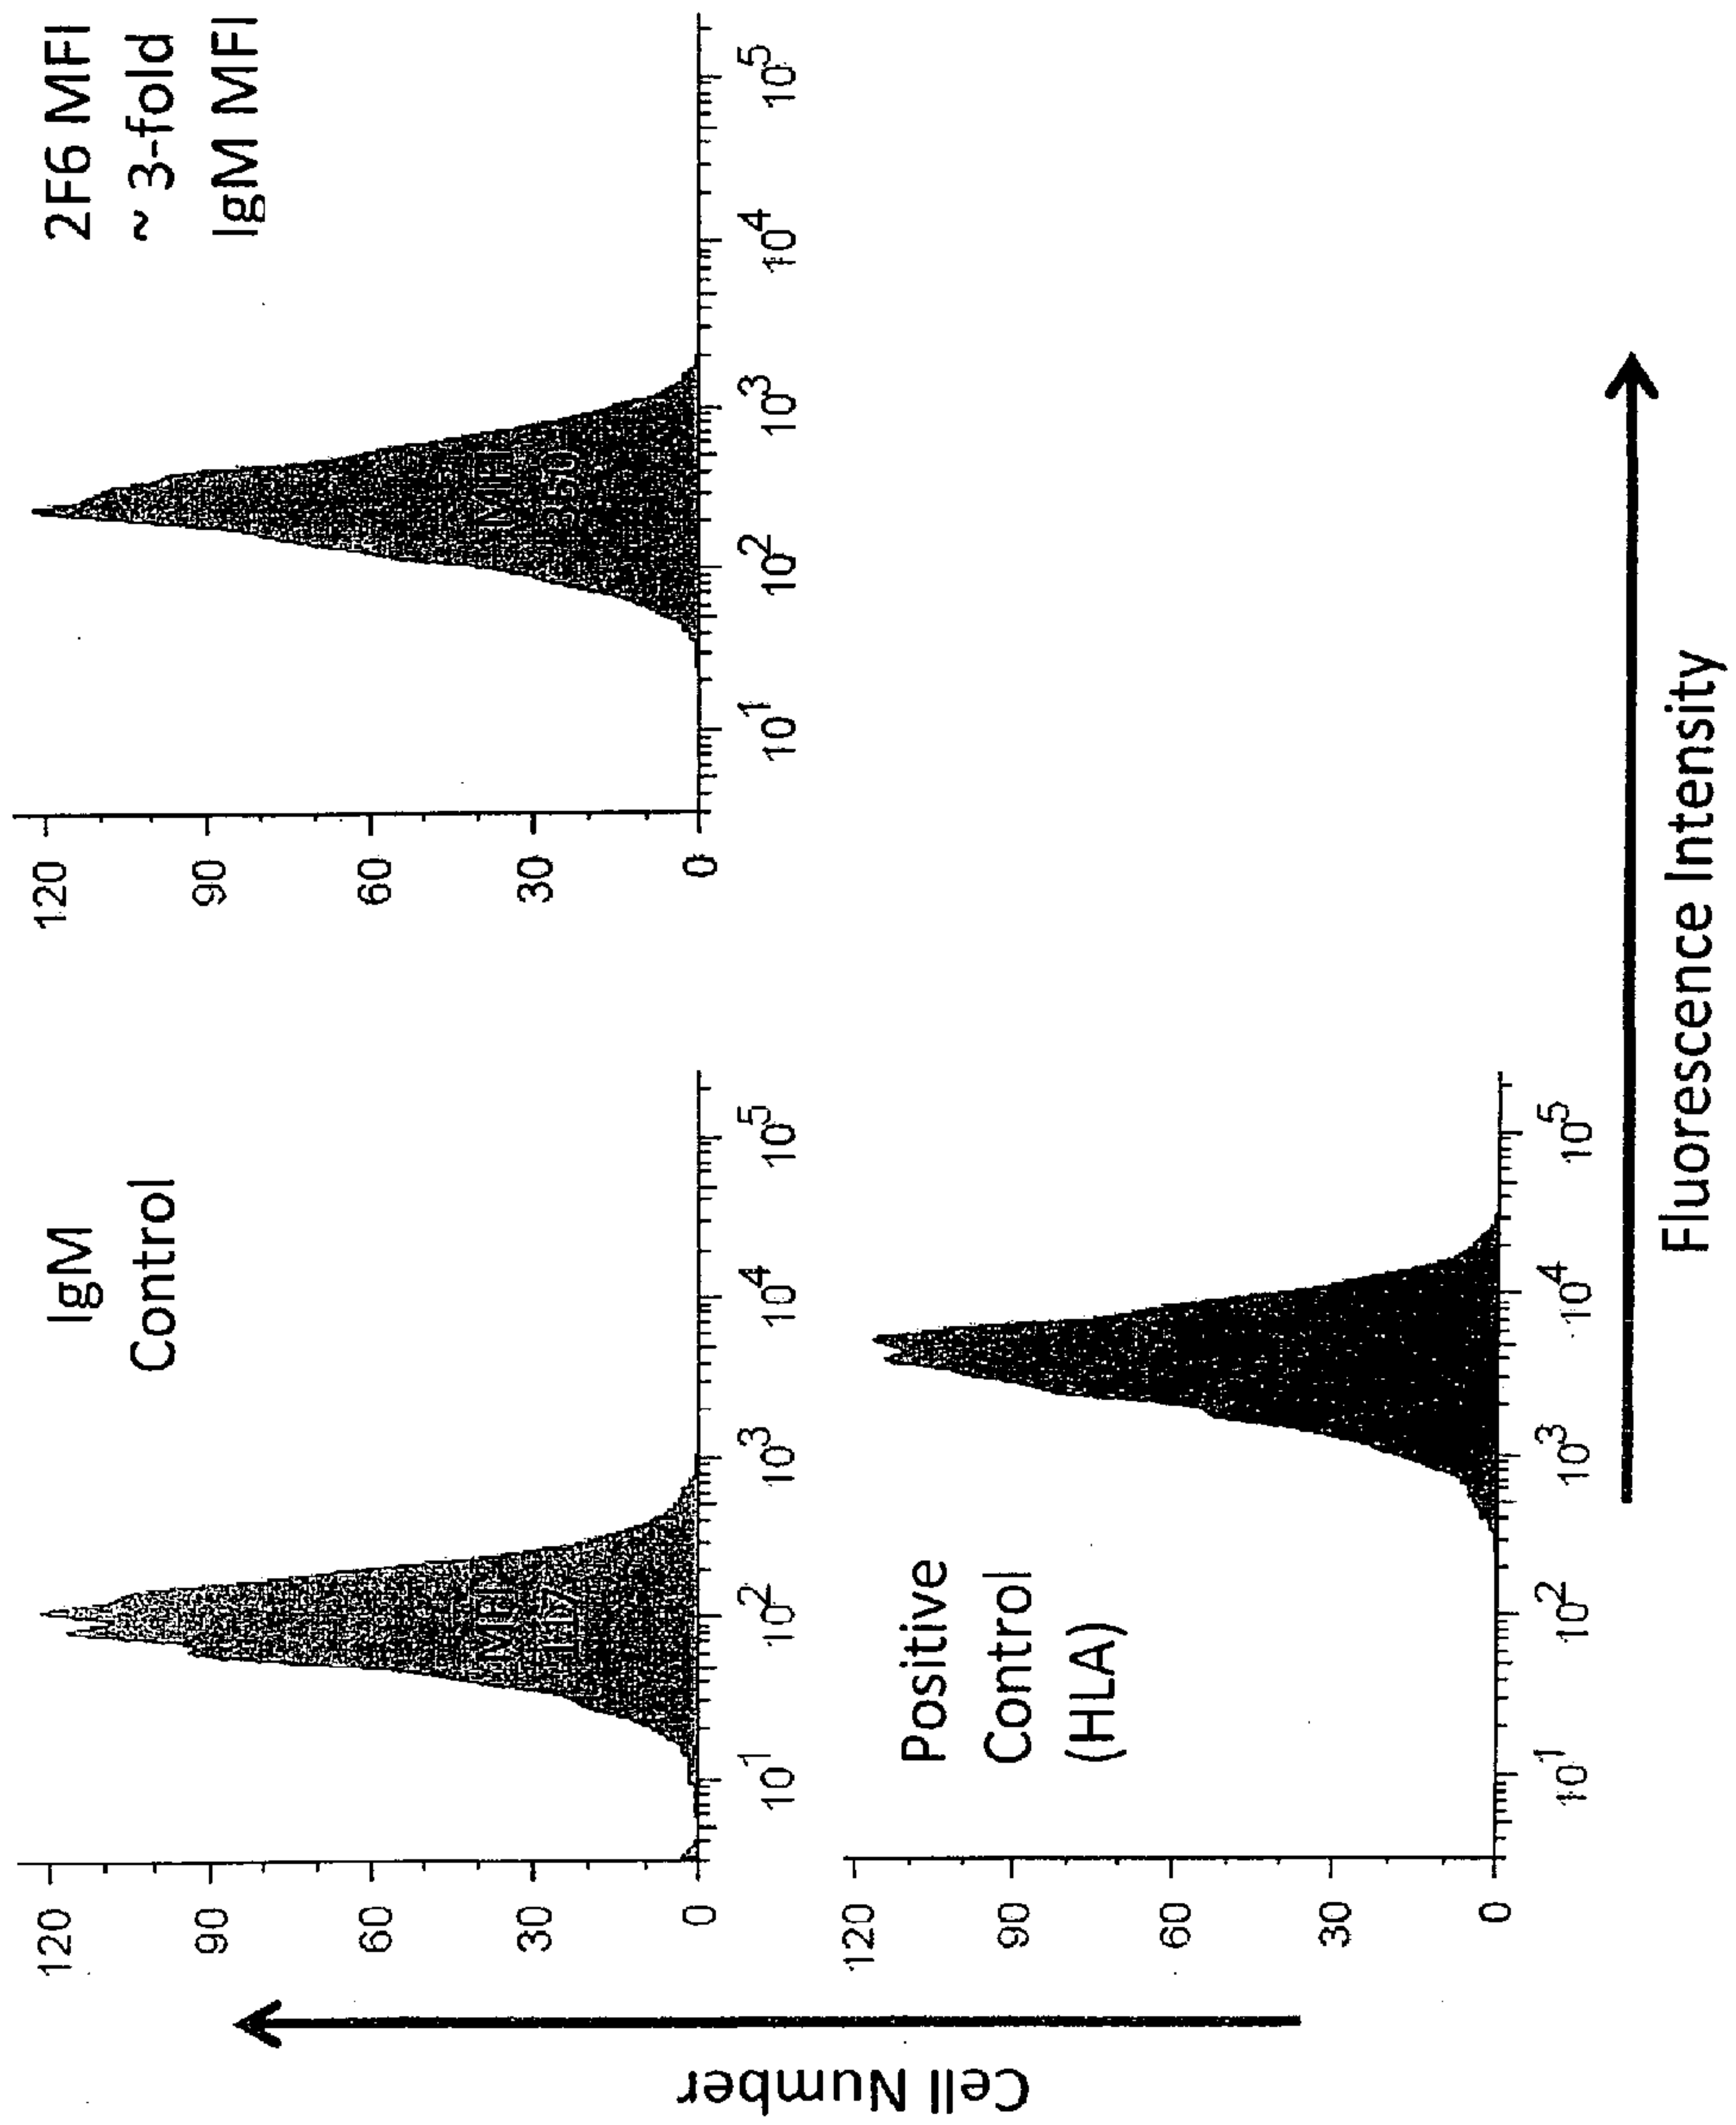 IgM
Control
120
90
60
30
0
MFI
117
10¹
10²
10³
10⁴
10⁵
2F6 MFI
~ 3-fold
IgM MFI
120
90
60
30
0
MFI
350
10¹
10²
10³
10⁴
10⁵
Positive
Control
(HLA)
120
90
60
30
0
10¹
10²
10³
10⁴
10⁵
Cell Number
Fluorescence Intensity